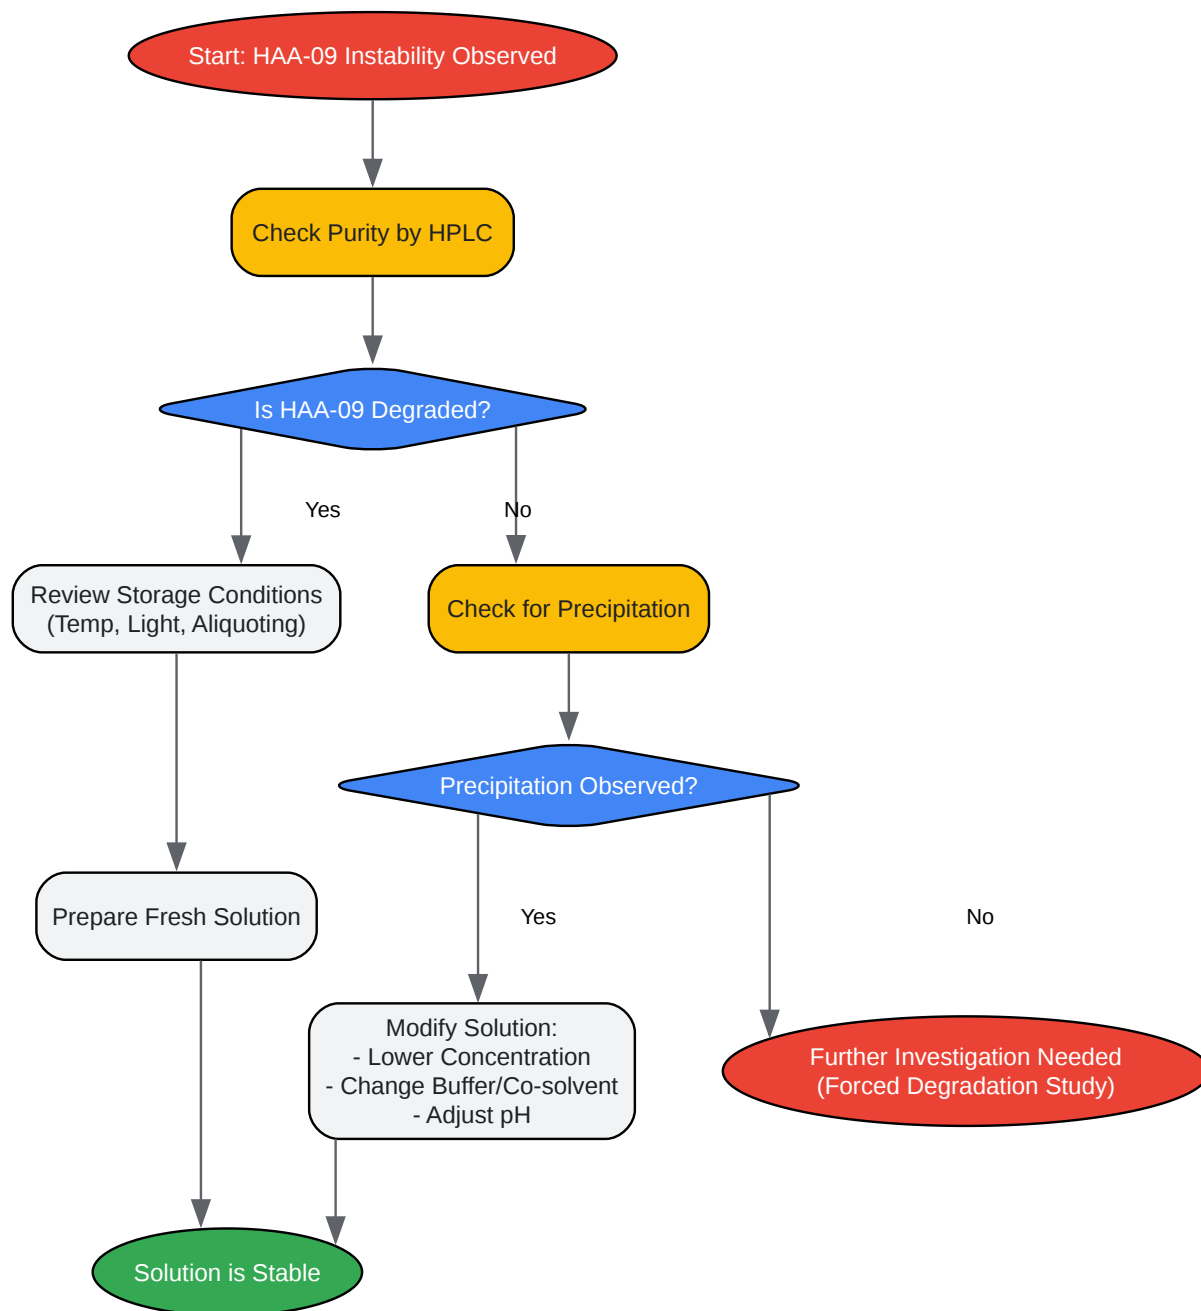 Start: HAA-09 Instability Observed
Check Purity by HPLC
Is HAA-09 Degraded?
Yes
No
Review Storage Conditions
(Temp, Light, Aliquoting)
Check for Precipitation
Precipitation Observed?
Prepare Fresh Solution
Yes
No
Modify Solution:
- Lower Concentration
- Change Buffer/Co-solvent
- Adjust pH
Further Investigation Needed
(Forced Degradation Study)
Solution is Stable